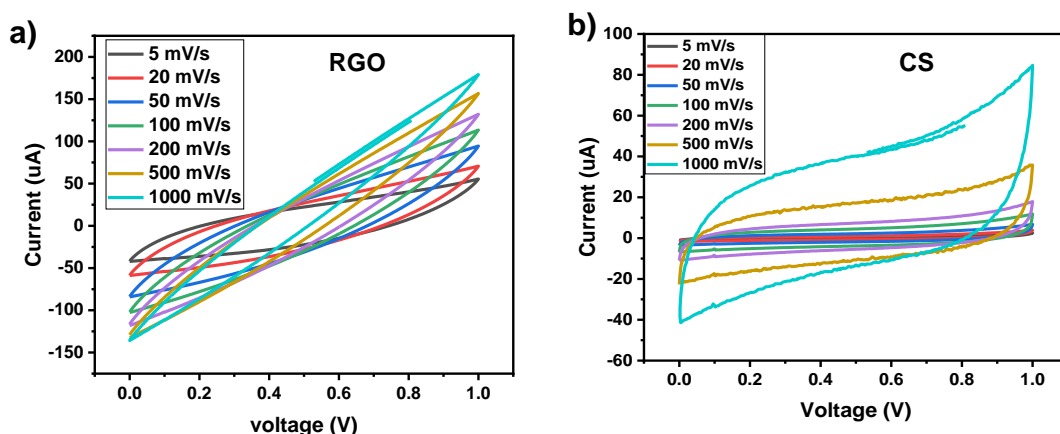 a)
RGO
5 mV/s
20 mV/s
50 mV/s
100 mV/s
200 mV/s
500 mV/s
1000 mV/s
200
150
100
50
0
-50
-100
-150
Current (uA)
0.0 0.2 0.4 0.6 0.8 1.0
voltage (V)
b)
CS
5 mV/s
20 mV/s
50 mV/s
100 mV/s
200 mV/s
500 mV/s
1000 mV/s
100
80
60
40
20
0
-20
-40
-60
Current (uA)
0.0 0.2 0.4 0.6 0.8 1.0
Voltage (V)